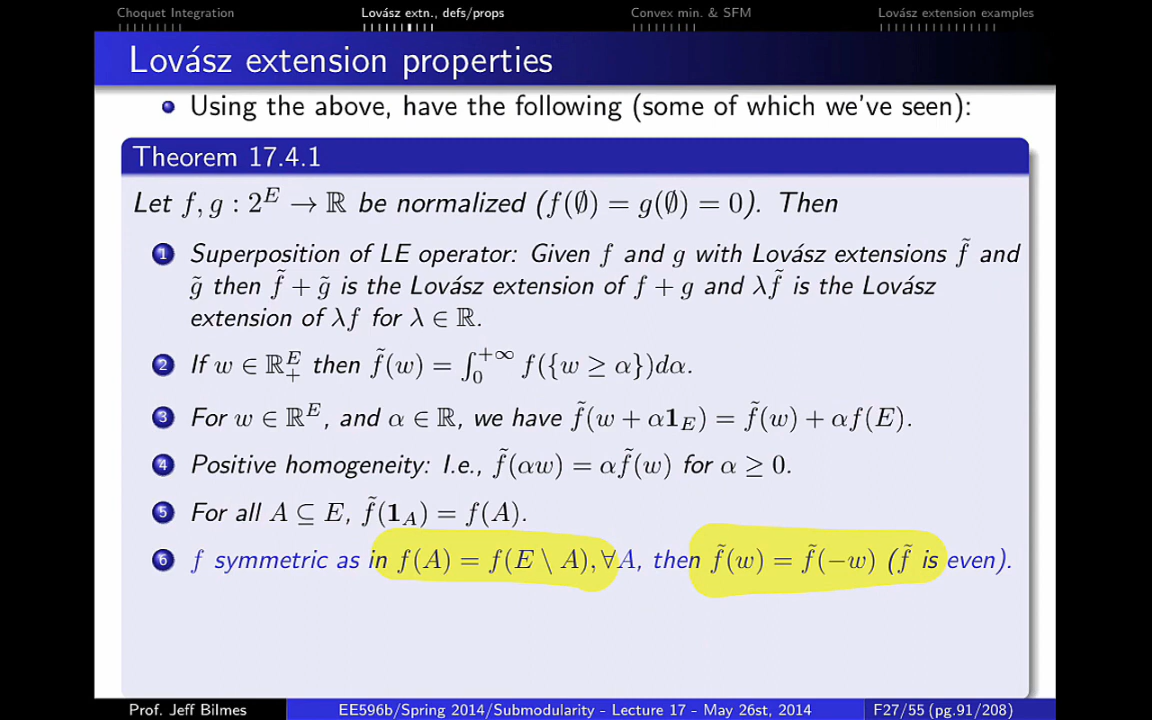 Choquet Integration Lovász extn., defs/props Convex min. & SFM Lovász extension examples
Lovász extension properties
Using the above, have the following (some of which we've seen):
Theorem 17.4.1
Let f, g : 2^E → ℝ be normalized (f(∅) = g(∅) = 0). Then
1 Superposition of LE operator: Given f and g with Lovász extensions f̃ and
g̃ then f̃ + g̃ is the Lovász extension of f + g and λf̃ is the Lovász
extension of λf for λ ∈ ℝ.
2 If w ∈ ℝ₊^E then f̃(w) = ∫₀^{+∞} f({w ≥ α})dα.
3 For w ∈ ℝ^E, and α ∈ ℝ, we have f̃(w + α𝟏_E) = f̃(w) + αf(E).
4 Positive homogeneity: I.e., f̃(αw) = αf̃(w) for α ≥ 0.
5 For all A ⊆ E, f̃(𝟏_A) = f(A).
6 f symmetric as in f(A) = f(E \ A), ∀A, then f̃(w) = f̃(−w) (f̃ is even).
Prof. Jeff Bilmes EE596b/Spring 2014/Submodularity - Lecture 17 - May 26st, 2014 F27/55 (pg.91/208)